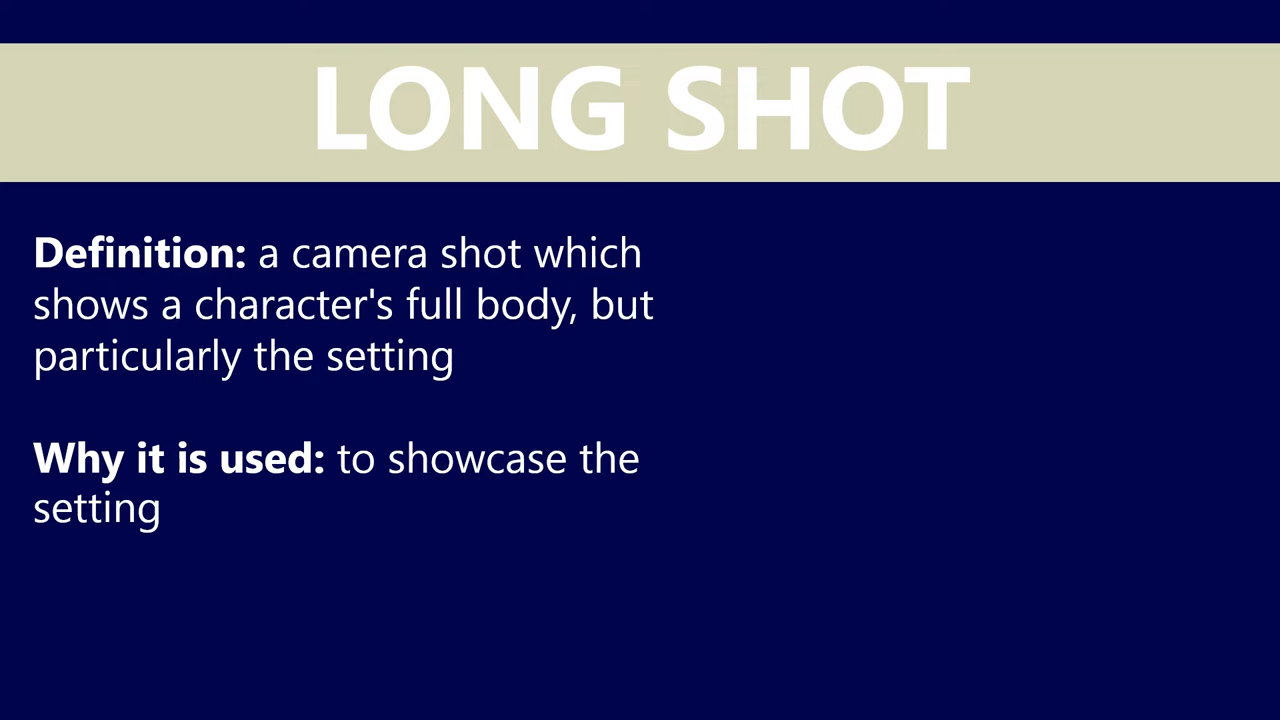 LONG SHOT
Definition: a camera shot which
shows a character's full body, but
particularly the setting
Why it is used: to showcase the
setting